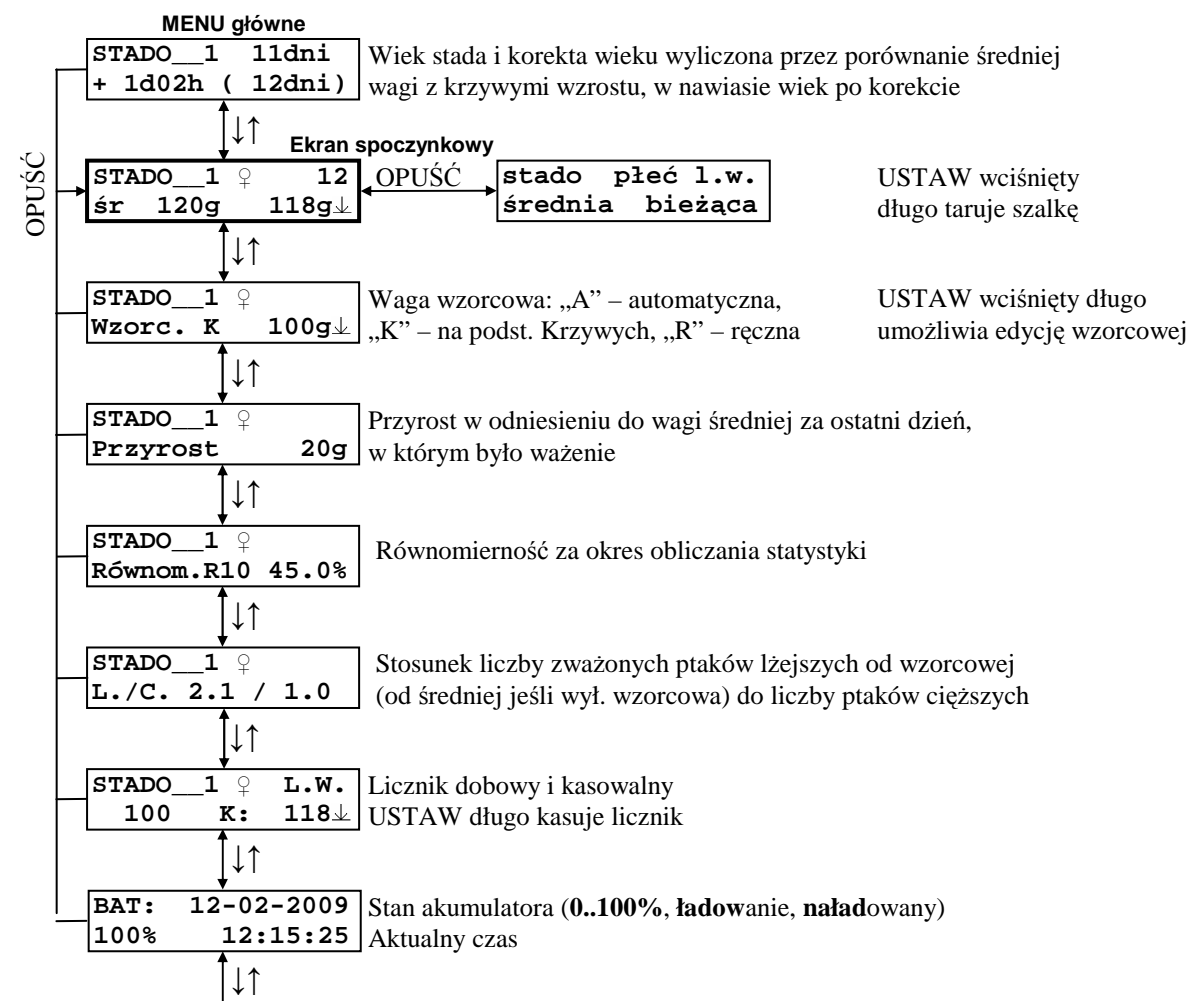 MENU główne
STADO__1 11dni
+ 1d02h ( 12dni)
Wiek stada i korekta wieku wyliczona przez porównanie średniej
wagi z krzywymi wzrostu, w nawiasie wiek po korekcie
↓↑
OPUŚĆ
Ekran spoczynkowy
STADO__1 ♀ 12
śr 120g 118g↓
OPUŚĆ
stado płeć l.w.
średnia bieżąca
USTAW wciśnięty
długo taruje szalkę
↓↑
STADO__1 ♀
Wzorc. K 100g↓
Waga wzorcowa: „A” – automatyczna,
„K” – na podst. Krzywych, „R” – ręczna
USTAW wciśnięty długo
umożliwia edycję wzorcowej
↓↑
STADO__1 ♀
Przyrost 20g
Przyrost w odniesieniu do wagi średniej za ostatni dzień,
w którym było ważenie
↓↑
STADO__1 ♀
Równom.R10 45.0%
Równomierność za okres obliczania statystyki
↓↑
STADO__1 ♀
L./C. 2.1 / 1.0
Stosunek liczby zważonych ptaków lżejszych od wzorcowej
(od średniej jeśli wył. wzorcowa) do liczby ptaków cięższych
↓↑
STADO__1 ♀ L.W.
100 K: 118↓
Licznik dobowy i kasowalny
USTAW długo kasuje licznik
↓↑
BAT: 12-02-2009
100% 12:15:25
Stan akumulatora (0..100%, ładowanie, naładowany)
Aktualny czas
↓↑